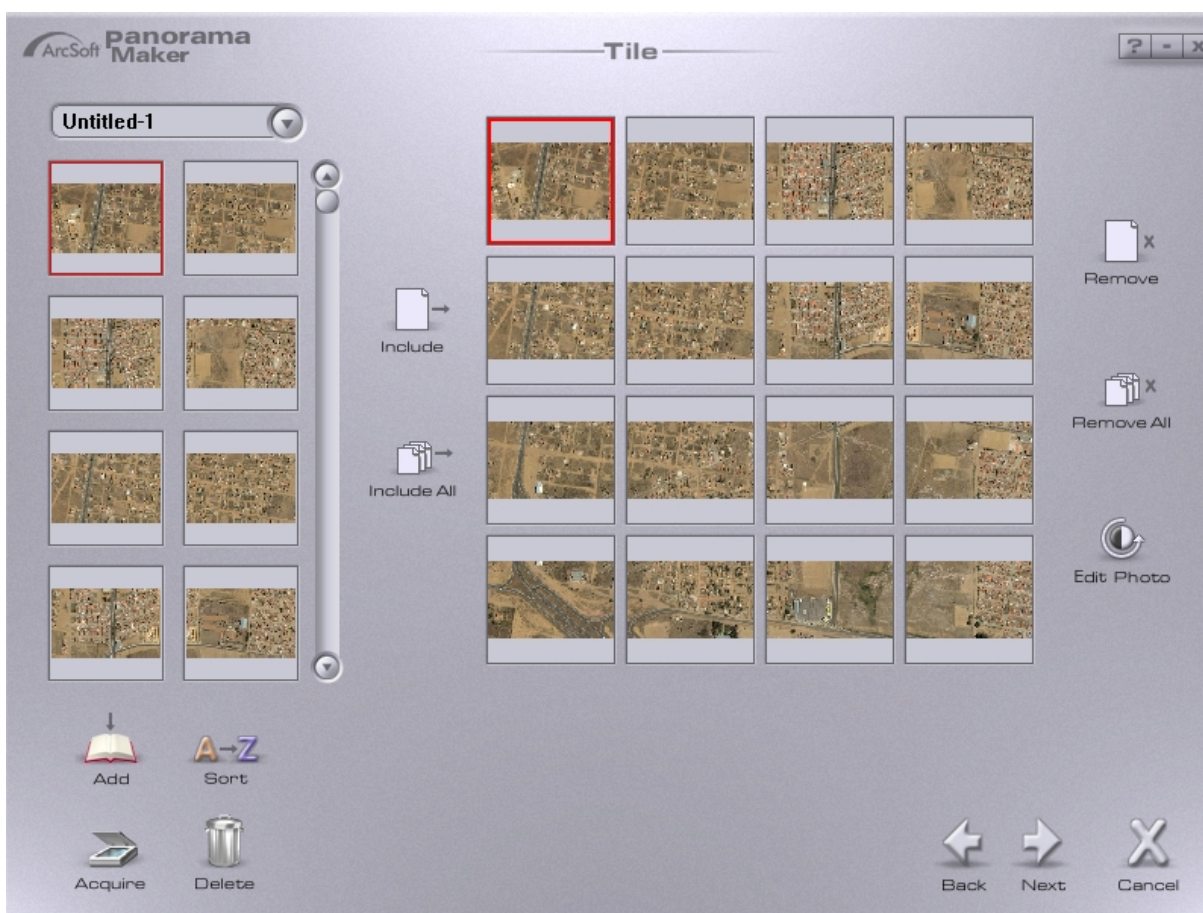 ArcSoft Panorama Maker
Tile
? - x
Untitled-1
Include
Include All
Remove
Remove All
Edit Photo
Add
A→Z
Sort
Acquire
Delete
Back
Next
Cancel